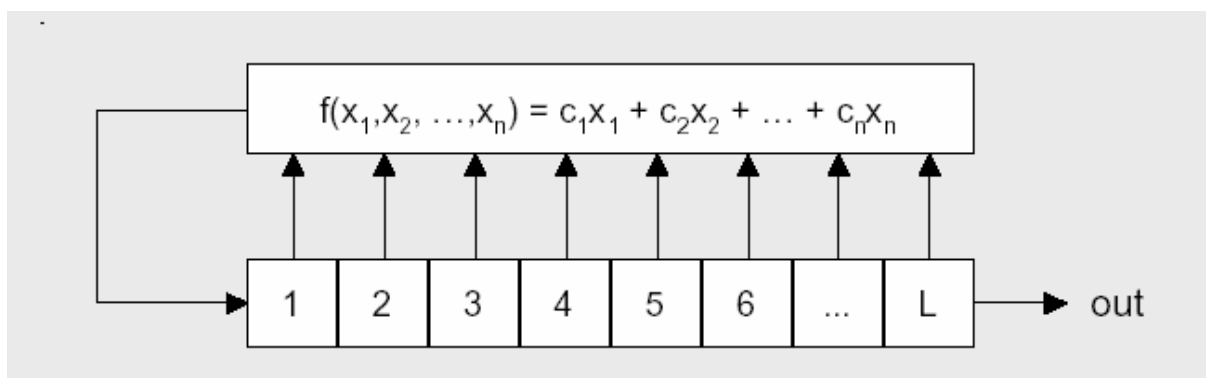 f(x₁,x₂, …,xₙ) = c₁x₁ + c₂x₂ + … + cₙxₙ
1 2 3 4 5 6 ... L out